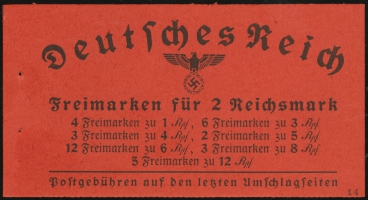 Deutsches Reich
Freimarken für 2 Reichsmark
4 Freimarken zu 1 Rpf, 6 Freimarken zu 3 Rpf
3 Freimarken zu 4 Rpf, 2 Freimarken zu 5 Rpf
12 Freimarken zu 6 Rpf, 3 Freimarken zu 8 Rpf
5 Freimarken zu 12 Rpf
Postgebühren auf den letzten Umschlagseiten
14